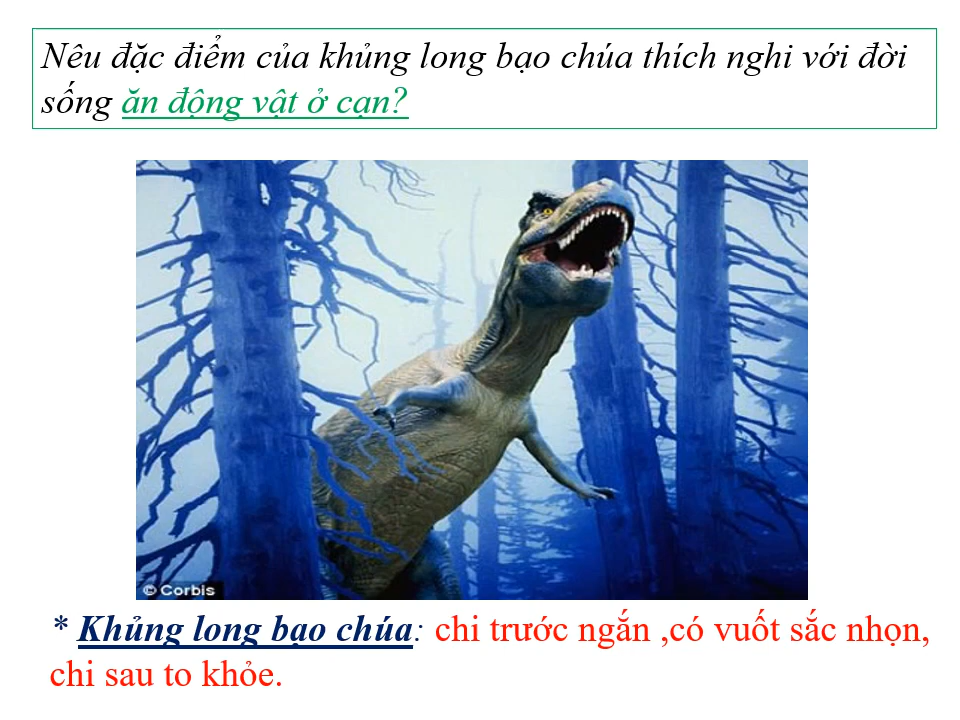 Nêu đặc điểm của khủng long bạo chúa thích nghi với đời
sống ăn động vật ở cạn?
© Corbis
* Khủng long bạo chúa: chi trước ngắn ,có vuốt sắc nhọn,
chi sau to khỏe.